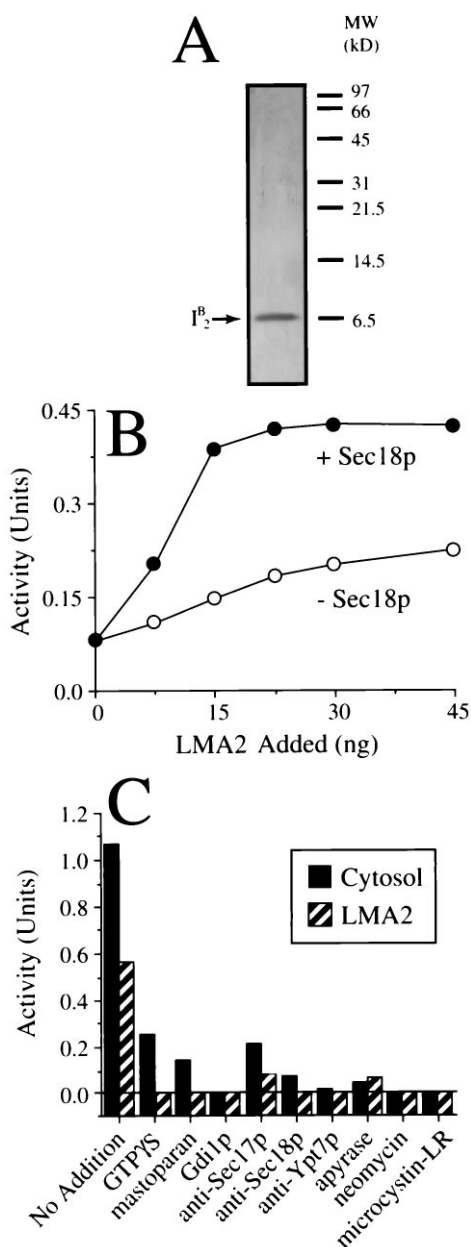 A
MW
(kD)
97
66
45
31
21.5
14.5
I^B_2
6.5
B
0.45
0.3
0.15
0.0
Activity (Units)
+ Sec18p
- Sec18p
0 15 30 45
LMA2 Added (ng)
C
1.2
1.0
0.8
0.6
0.4
0.2
0.0
Activity (Units)
Cytosol
LMA2
No Addition
GTPγS
mastoparan
Gdi1p
anti-Sec17p
anti-Sec18p
anti-Ypt7p
apyrase
neomycin
microcystin-LR